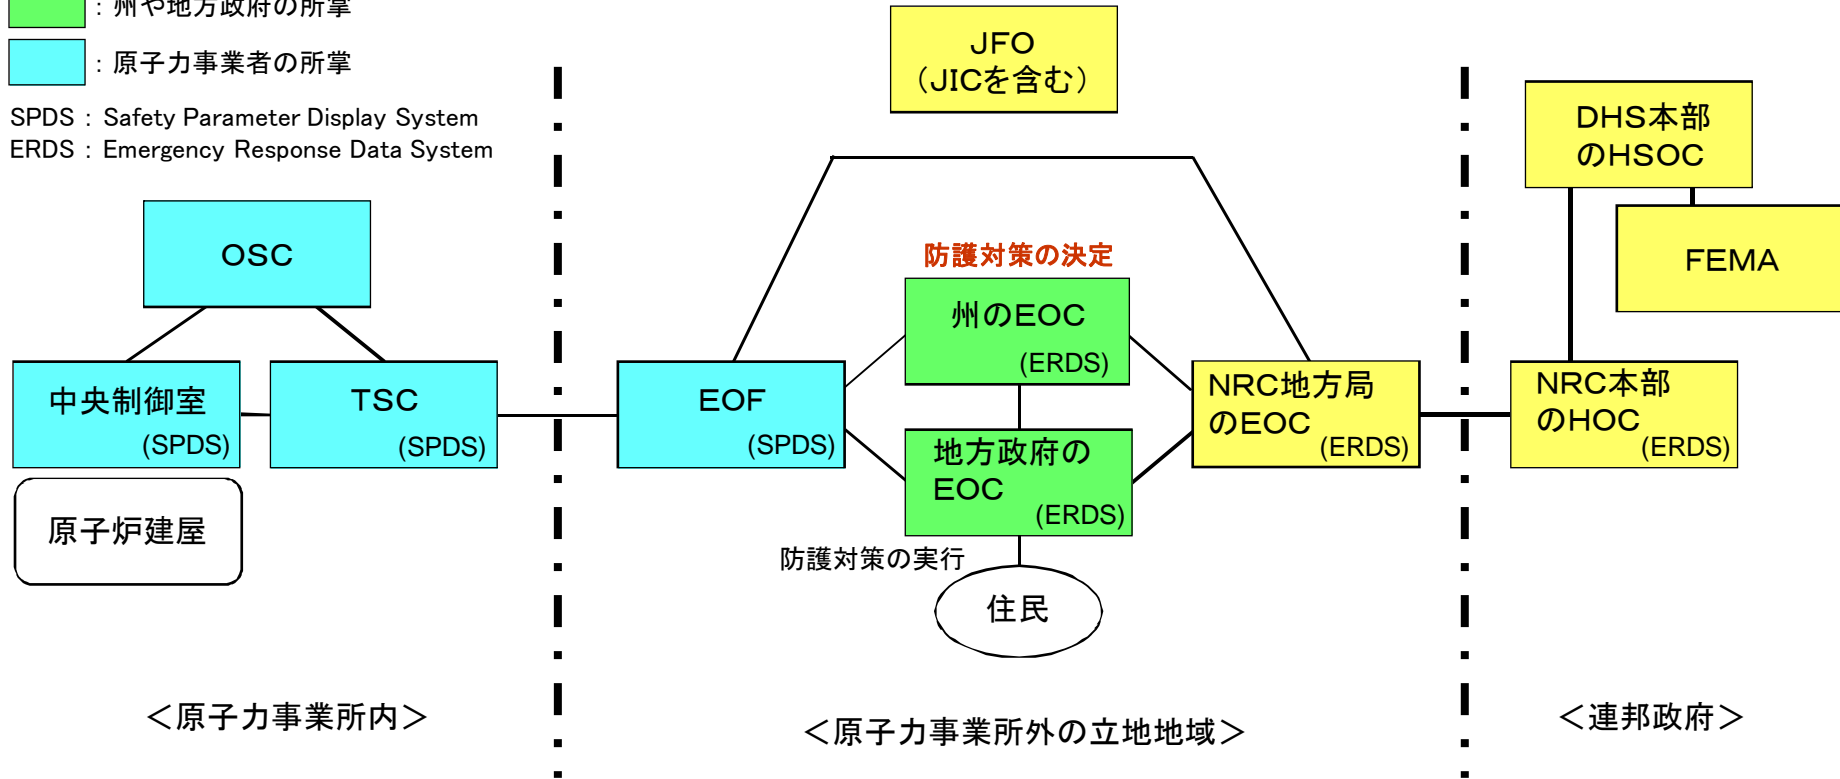 ：州や地方政府の所掌
：原子力事業者の所掌
SPDS : Safety Parameter Display System
ERDS : Emergency Response Data System
OSC
中央制御室
(SPDS)
TSC
(SPDS)
原子炉建屋
＜原子力事業所内＞
JFO
（JICを含む）
防護対策の決定
州のEOC
(ERDS)
EOF
(SPDS)
地方政府の
EOC
(ERDS)
NRC地方局
のEOC
(ERDS)
防護対策の実行
住民
＜原子力事業所外の立地地域＞
DHS本部
のHSOC
FEMA
NRC本部
のHOC
(ERDS)
＜連邦政府＞